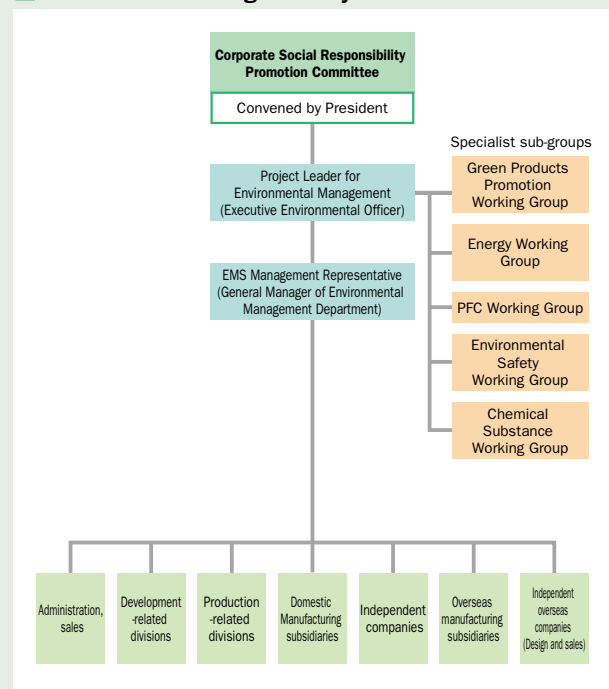 Corporate Social Responsibility
Promotion Committee
Convened by President
Specialist sub-groups
Project Leader for
Environmental Management
(Executive Environmental Officer)
Green Products
Promotion
Working Group
Energy Working
Group
EMS Management Representative
(General Manager of Environmental
Management Department)
PFC Working Group
Environmental
Safety
Working Group
Chemical
Substance
Working Group
Administration,
sales
Development
-related
divisions
Production
-related
divisions
Domestic
Manufacturing
subsidiaries
Independent
companies
Overseas
manufacturing
subsidiaries
Independent
overseas
companies
(Design and sales)